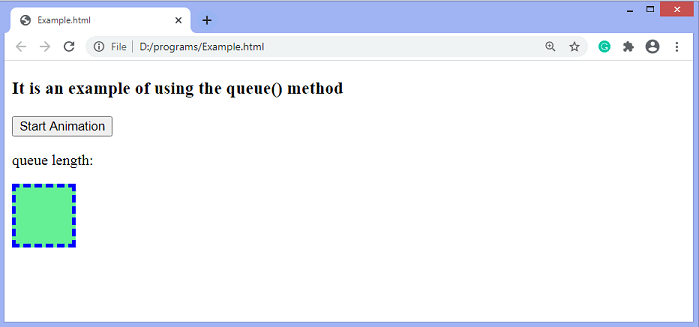 Example.html
File | D:/programs/Example.html
It is an example of using the queue() method
Start Animation
queue length: